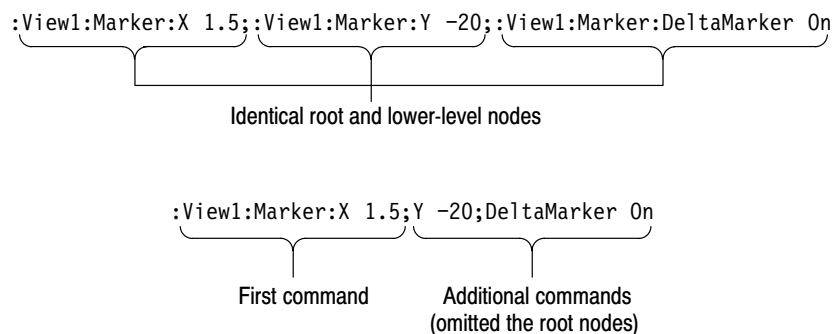 :View1:Marker:X 1.5;:View1:Marker:Y −20;:View1:Marker:DeltaMarker On
Identical root and lower-level nodes
:View1:Marker:X 1.5;Y −20;DeltaMarker On
First command
Additional commands
(omitted the root nodes)